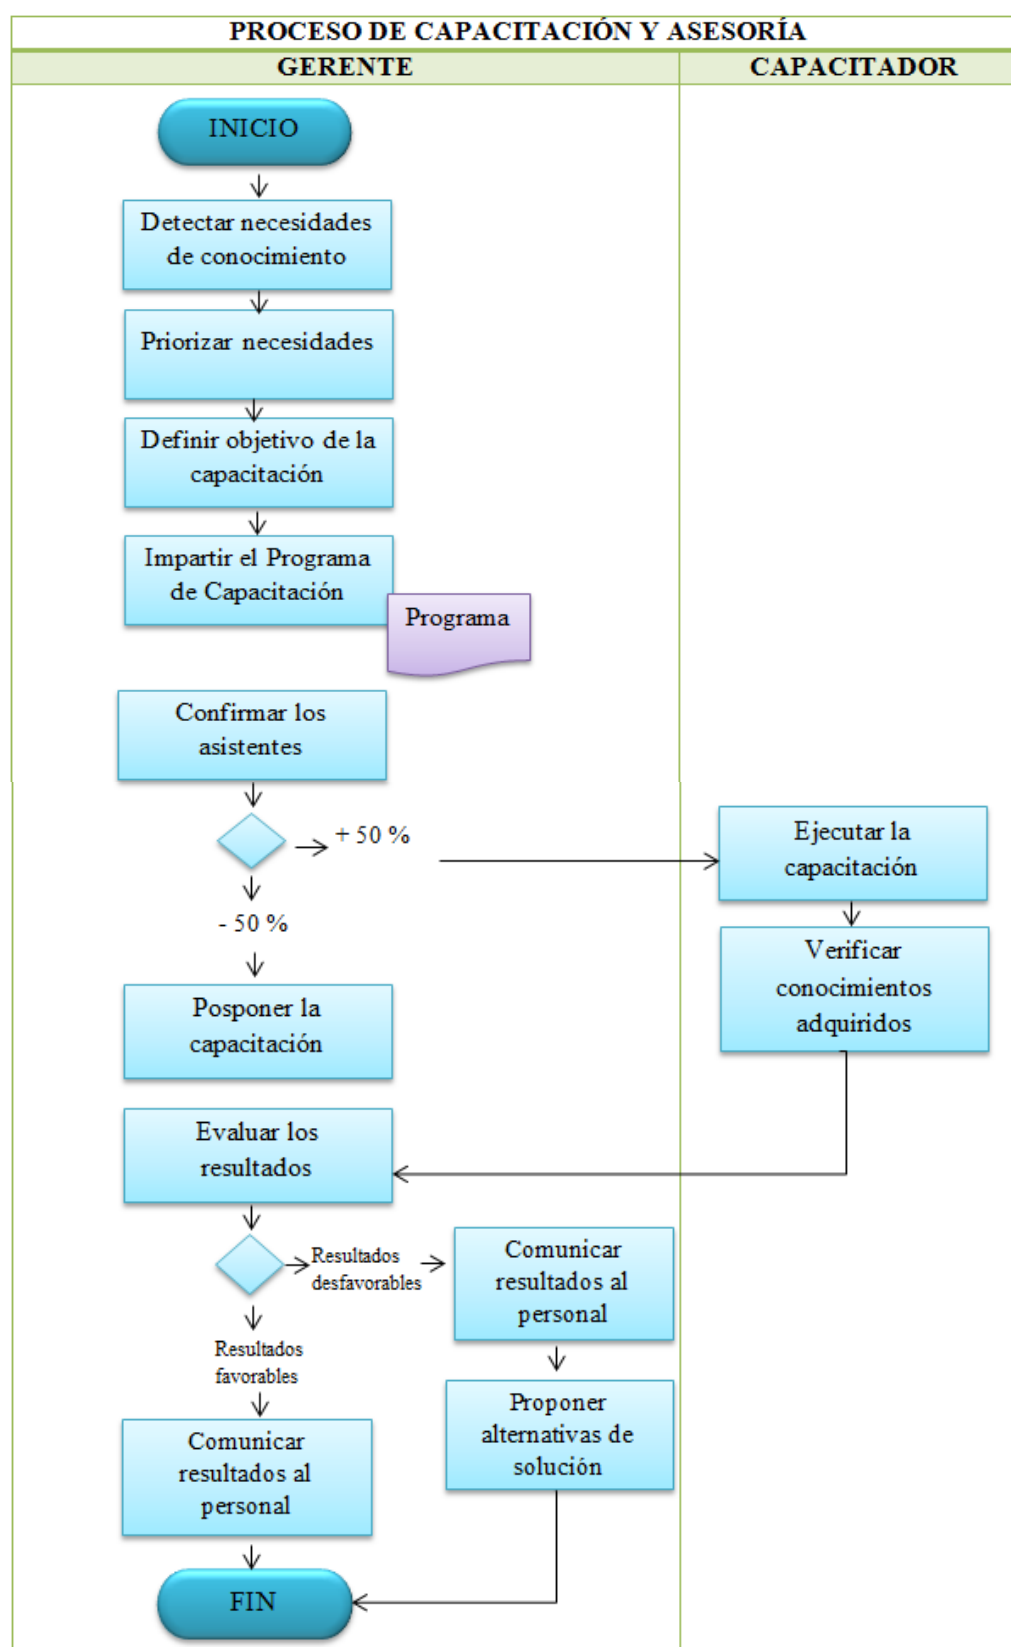 PROCESO DE CAPACITACIÓN Y ASESORÍA
GERENTE
CAPACITADOR
INICIO
Detectar necesidades
de conocimiento
Priorizar necesidades
Definir objetivo de la
capacitación
Impartir el Programa
de Capacitación
Programa
Confirmar los
asistentes
+ 50 %
Ejecutar la
capacitación
- 50 %
Verificar
conocimientos
adquiridos
Posponer la
capacitación
Evaluar los
resultados
Resultados
desfavorables
Comunicar
resultados al
personal
Resultados
favorables
Proponer
alternativas de
solución
Comunicar
resultados al
personal
FIN